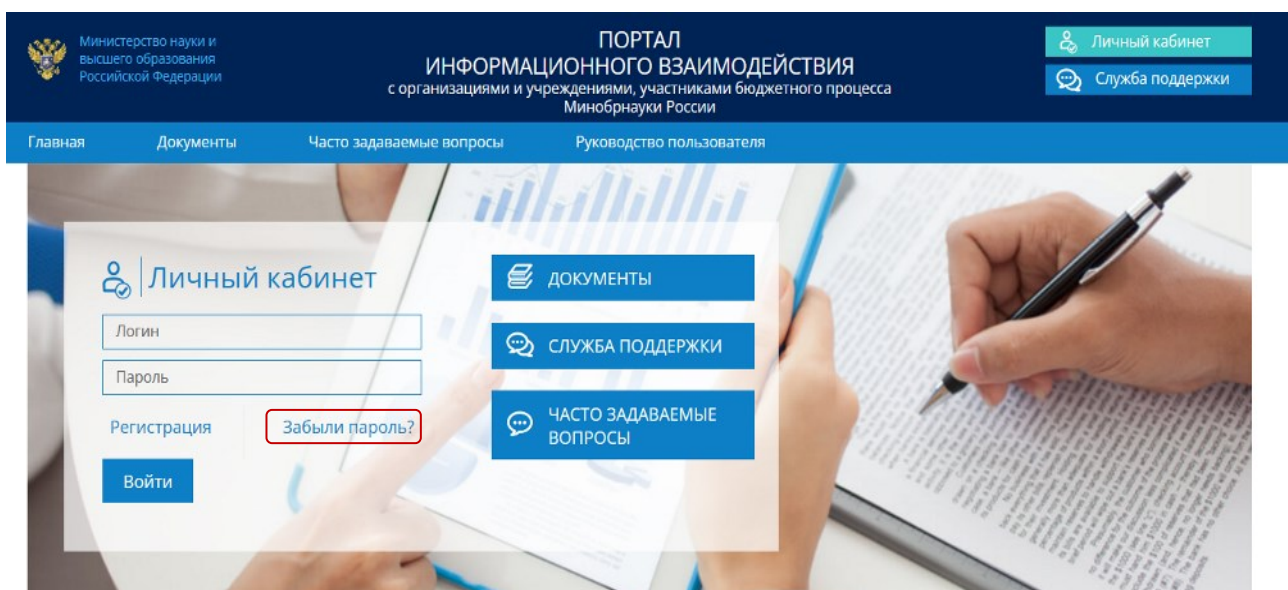 Министерство науки и
высшего образования
Российской Федерации
ПОРТАЛ
ИНФОРМАЦИОННОГО ВЗАИМОДЕЙСТВИЯ
с организациями и учреждениями, участниками бюджетного процесса
Минобрнауки России
Личный кабинет
Служба поддержки
Главная Документы Часто задаваемые вопросы Руководство пользователя
Личный кабинет
Логин
Пароль
Регистрация Забыли пароль?
Войти
ДОКУМЕНТЫ
СЛУЖБА ПОДДЕРЖКИ
ЧАСТО ЗАДАВАЕМЫЕ
ВОПРОСЫ